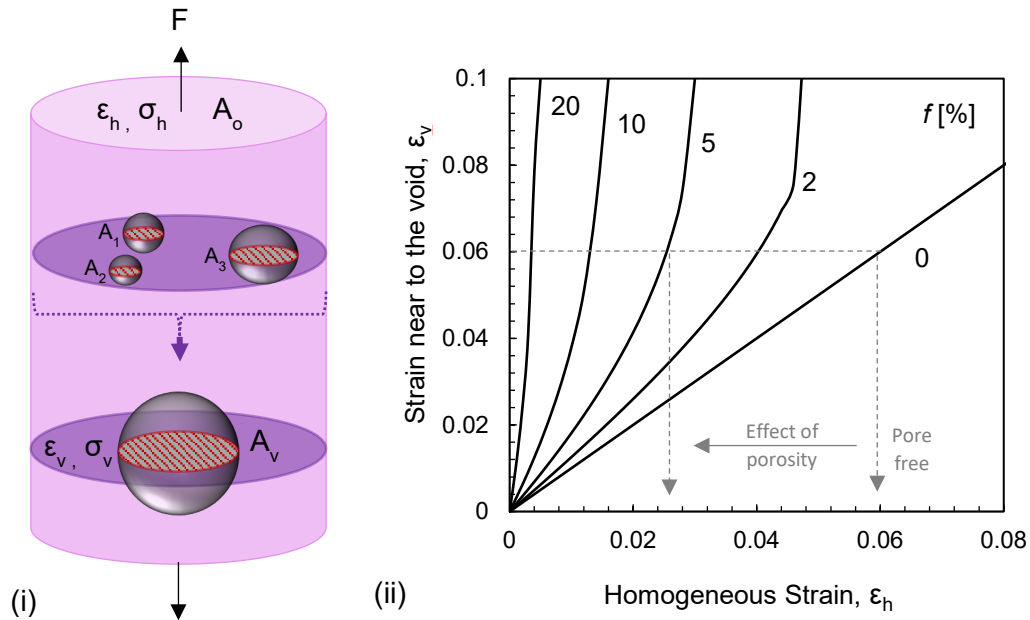 F
εh, σh Ao
A1
A2
A3
εv, σv Av
(i)
Strain near to the void, εv
0.1
0.08
0.06
0.04
0.02
0
20
10
5
2
0
f [%]
Effect of
porosity
Pore
free
0
0.02
0.04
0.06
0.08
(ii)
Homogeneous Strain, εh